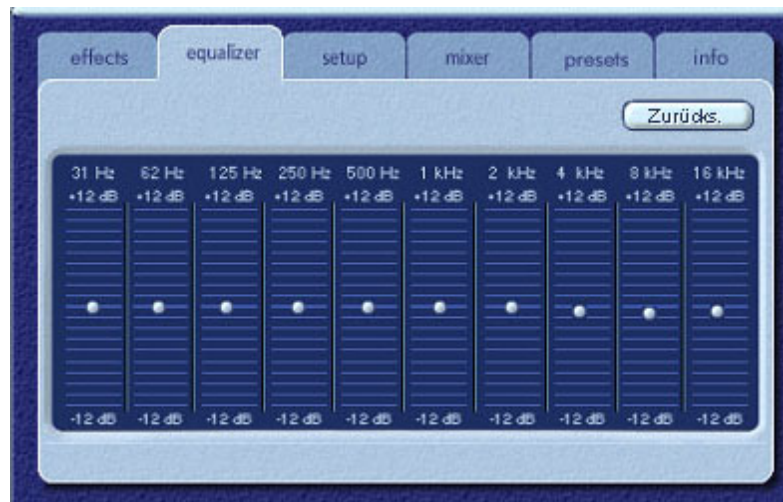 effects equalizer setup mixer presets info
Zurücks.
31 Hz 62 Hz 125 Hz 250 Hz 500 Hz 1 kHz 2 kHz 4 kHz 8 kHz 16 kHz
+12 dB +12 dB +12 dB +12 dB +12 dB +12 dB +12 dB +12 dB +12 dB +12 dB
-12 dB -12 dB -12 dB -12 dB -12 dB -12 dB -12 dB -12 dB -12 dB -12 dB